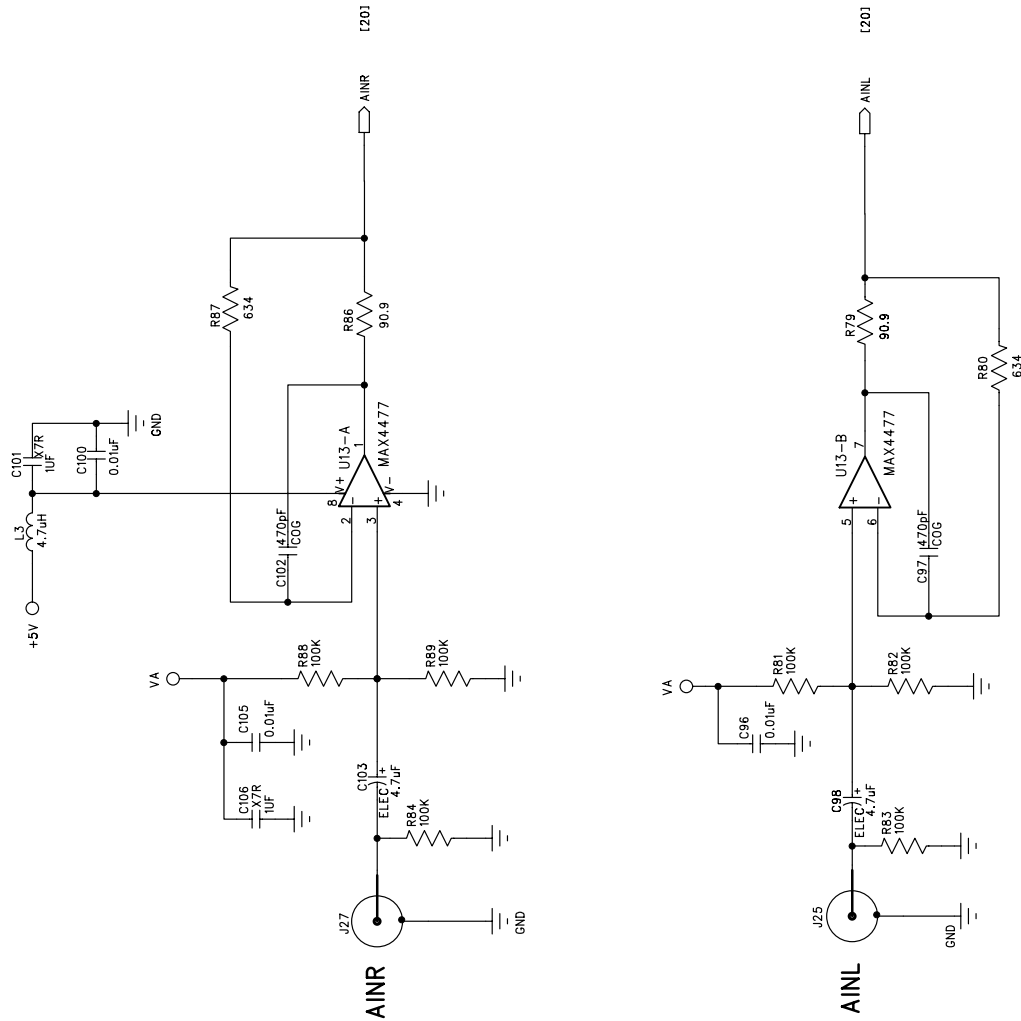 AINR
J27
GND
R84
100K
C103
ELEC
+
4.7uF
C106
X7R
1UF
C105
0.01uF
VA
R88
100K
R89
100K
+5V
L3
4.7uH
C101
X7R
1UF
C100
0.01uF
GND
C102
470pF
COG
2
3
8
V+
-
+
V-
4
U13-A
1
MAX4477
R87
634
R86
90.9
AINR
[20]
AINL
J25
GND
R83
100K
C98
ELEC
+
4.7uF
C96
0.01uF
VA
R81
100K
R82
100K
5
6
+
-
U13-B
7
MAX4477
C97
470pF
COG
R79
90.9
R80
634
AINL
[20]